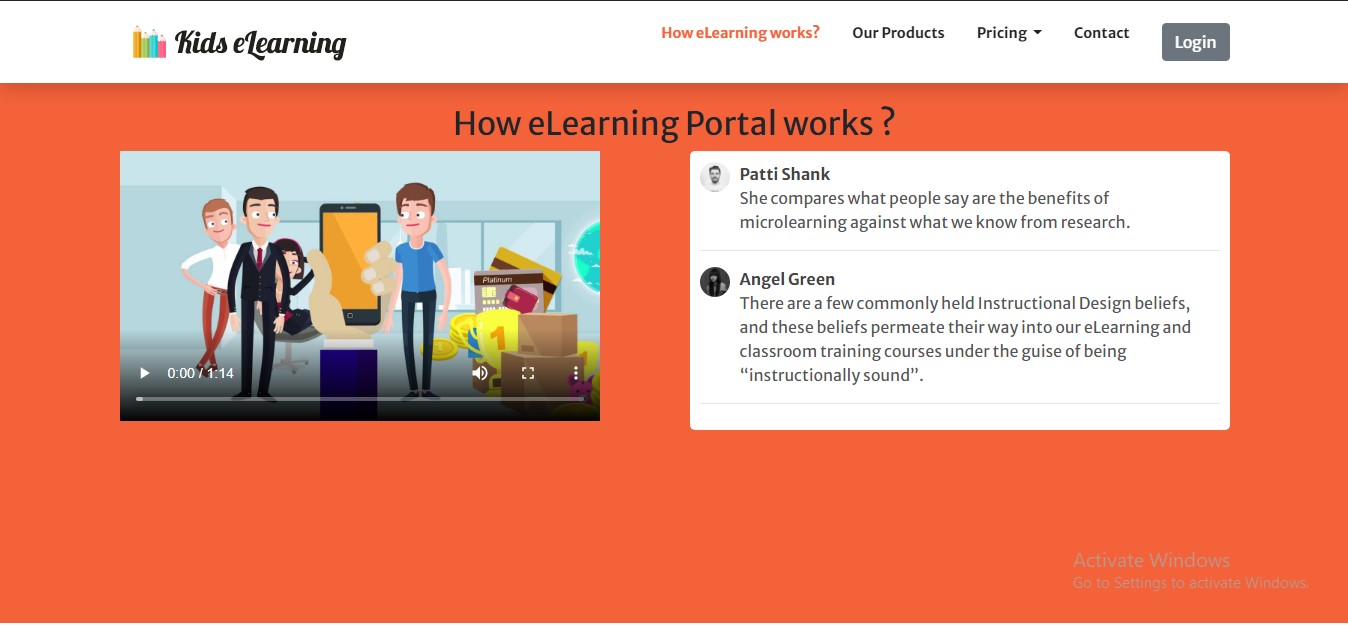 Kids eLearning
How eLearning works?
Our Products
Pricing
Contact
Login
How eLearning Portal works ?
Platinum
1
0:00 / 1:14
Patti Shank
She compares what people say are the benefits of
microlearning against what we know from research.
Angel Green
There are a few commonly held Instructional Design beliefs,
and these beliefs permeate their way into our eLearning and
classroom training courses under the guise of being
“instructionally sound”.
Activate Windows
Go to Settings to activate Windows.